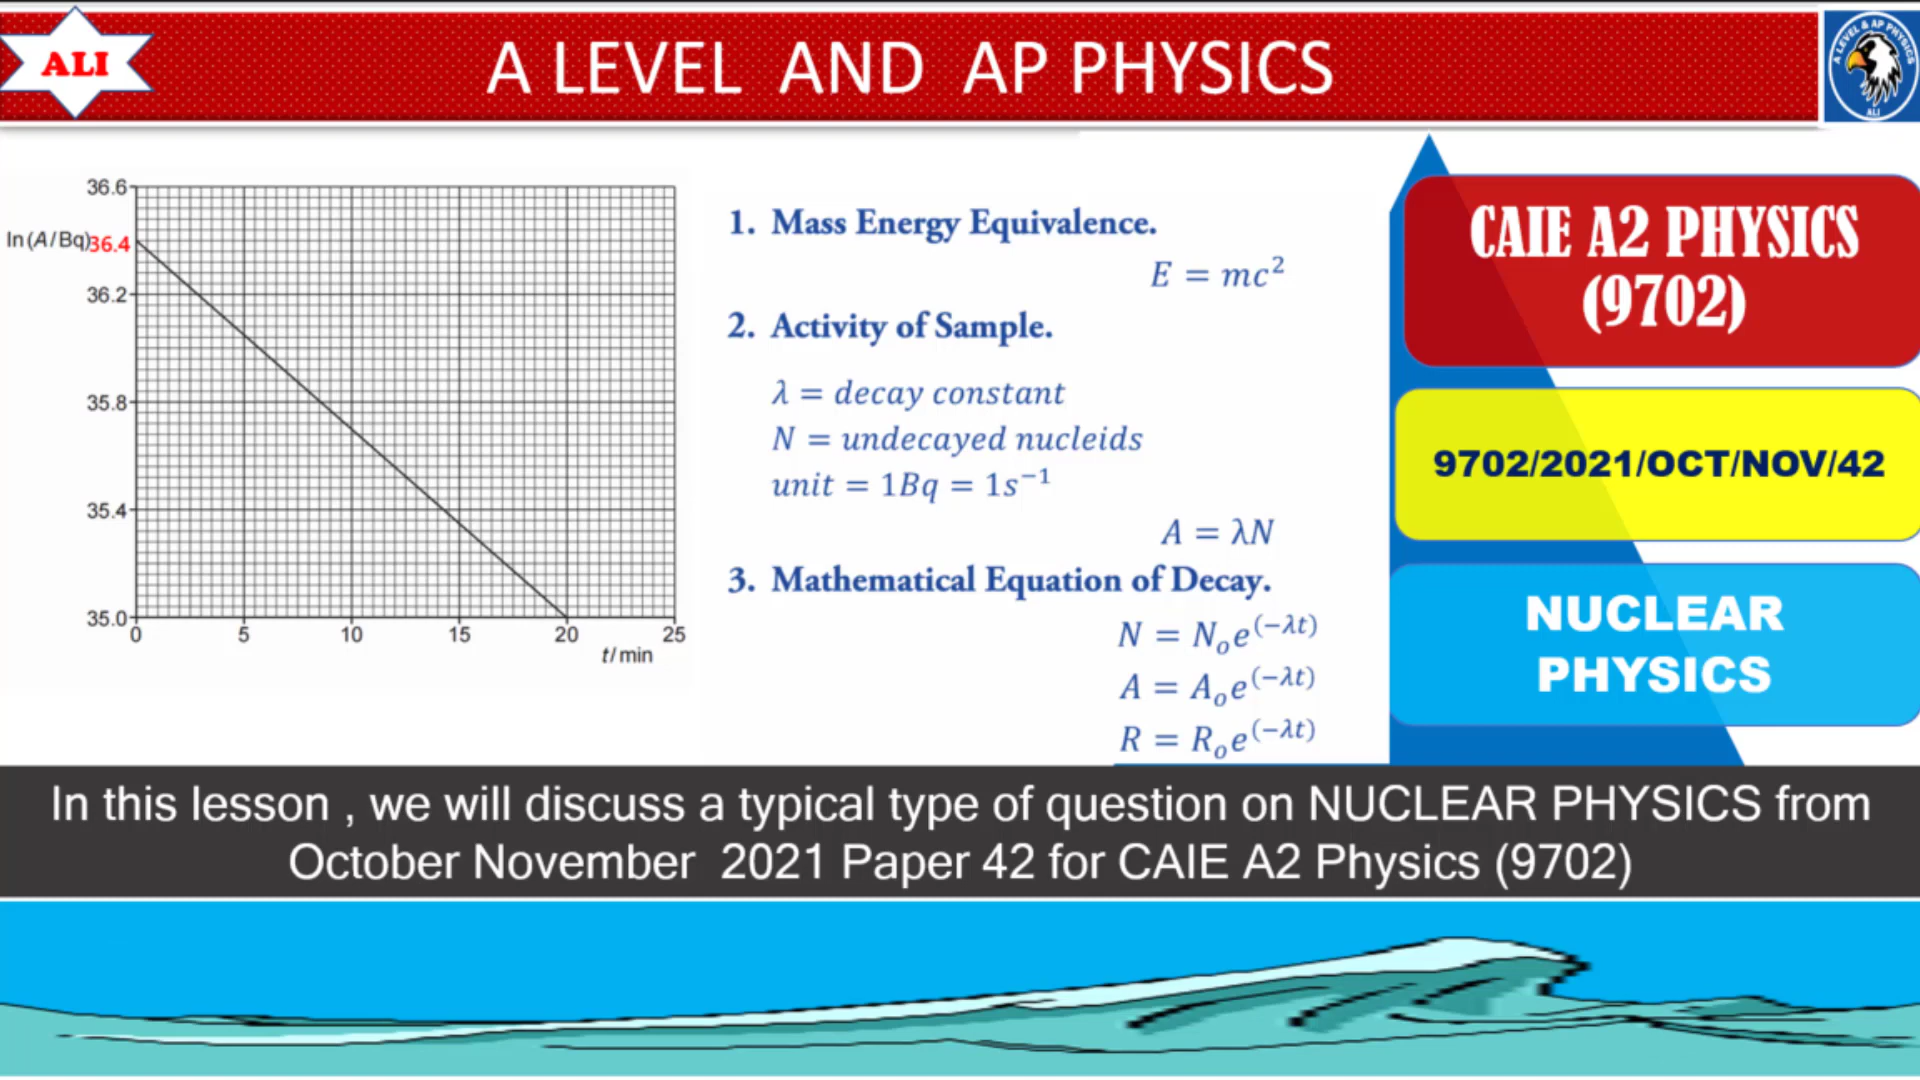 ALI
A LEVEL AND AP PHYSICS
A LEVEL & AP PHYSICS
ALI
36.6
ln (A/Bq)
36.4
36.2
35.8
35.4
35.0
0 5 10 15 20 25
t/min
1. Mass Energy Equivalence.
E = mc²
2. Activity of Sample.
λ = decay constant
N = undecayed nucleids
unit = 1Bq = 1s⁻¹
A = λN
3. Mathematical Equation of Decay.
N = Nₒe^(−λt)
A = Aₒe^(−λt)
R = Rₒe^(−λt)
CAIE A2 PHYSICS
(9702)
9702/2021/OCT/NOV/42
NUCLEAR
PHYSICS
In this lesson , we will discuss a typical type of question on NUCLEAR PHYSICS from
October November 2021 Paper 42 for CAIE A2 Physics (9702)